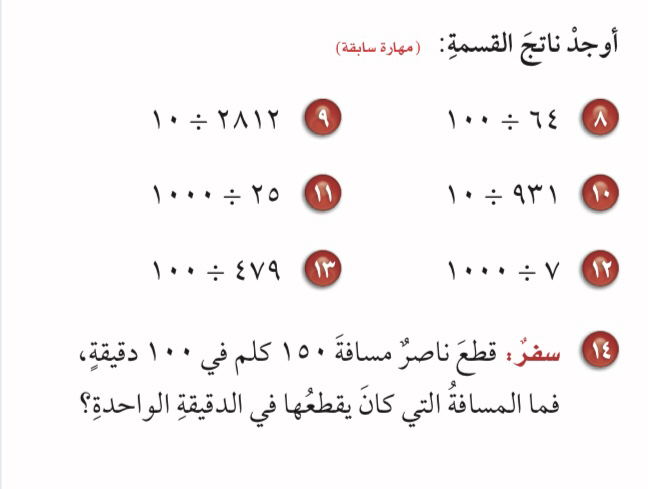 أوجدْ ناتجَ القسمةِ: (مهارة سابقة)
٨ ٦٤ ÷ ١٠٠
٩ ٢٨١٢ ÷ ١٠
١٠ ٩٣١ ÷ ١٠
١١ ٢٥ ÷ ١٠٠٠
١٢ ٧ ÷ ١٠٠٠
١٣ ٤٧٩ ÷ ١٠٠
١٤ سفرٌ: قطعَ ناصرٌ مسافةَ ١٥٠ كلم في ١٠٠ دقيقةٍ،
فما المسافةُ التي كانَ يقطعُها في الدقيقةِ الواحدةِ؟